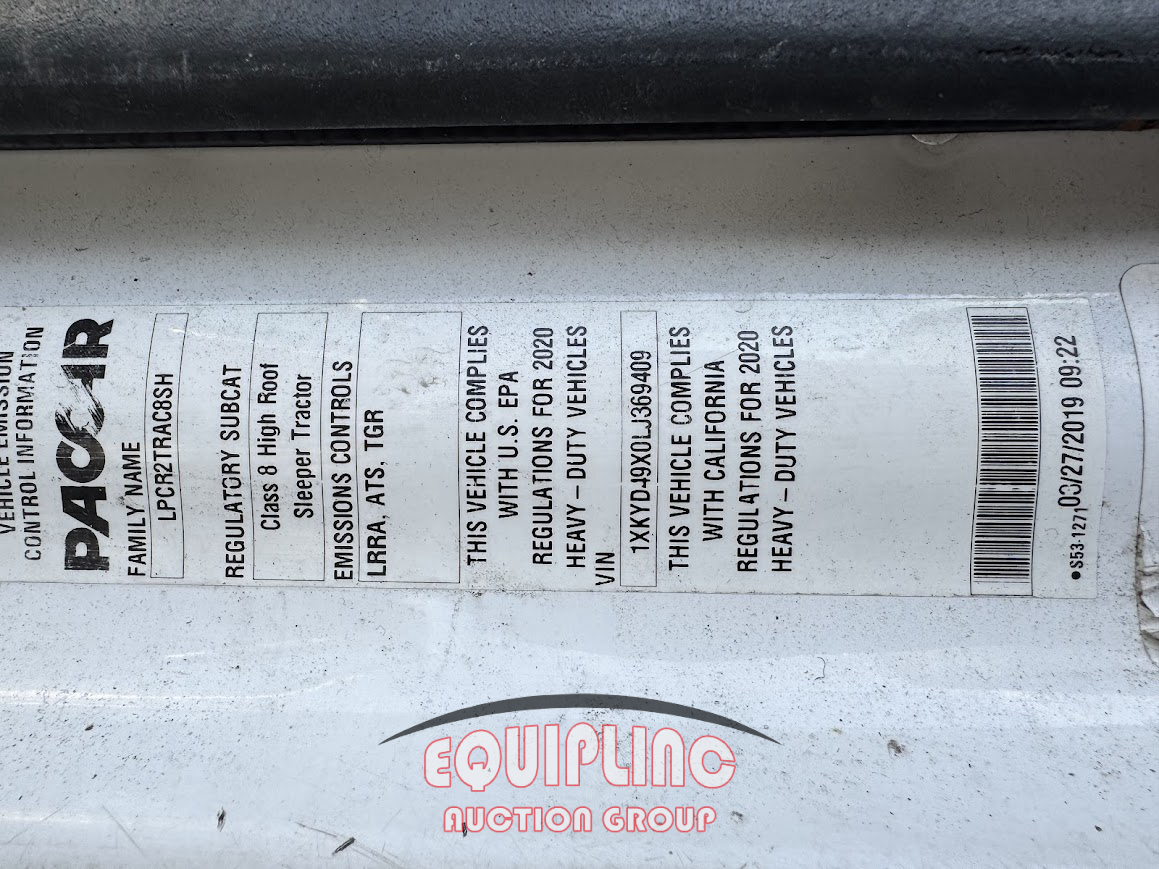 VEHICLE EMISSION
CONTROL INFORMATION
PACCAR
FAMILY NAME
LPCR2TRAC8SH
REGULATORY SUBCAT
Class 8 High Roof
Sleeper Tractor
EMISSIONS CONTROLS
LRRA, ATS, TGR
THIS VEHICLE COMPLIES
WITH U.S. EPA
REGULATIONS FOR 2020
HEAVY - DUTY VEHICLES
VIN
1XKYD49X0LJ369409
THIS VEHICLE COMPLIES
WITH CALIFORNIA
REGULATIONS FOR 2020
HEAVY - DUTY VEHICLES
•S53-1271 03/27/2019 09:22
EQUIPLINC
AUCTION GROUP